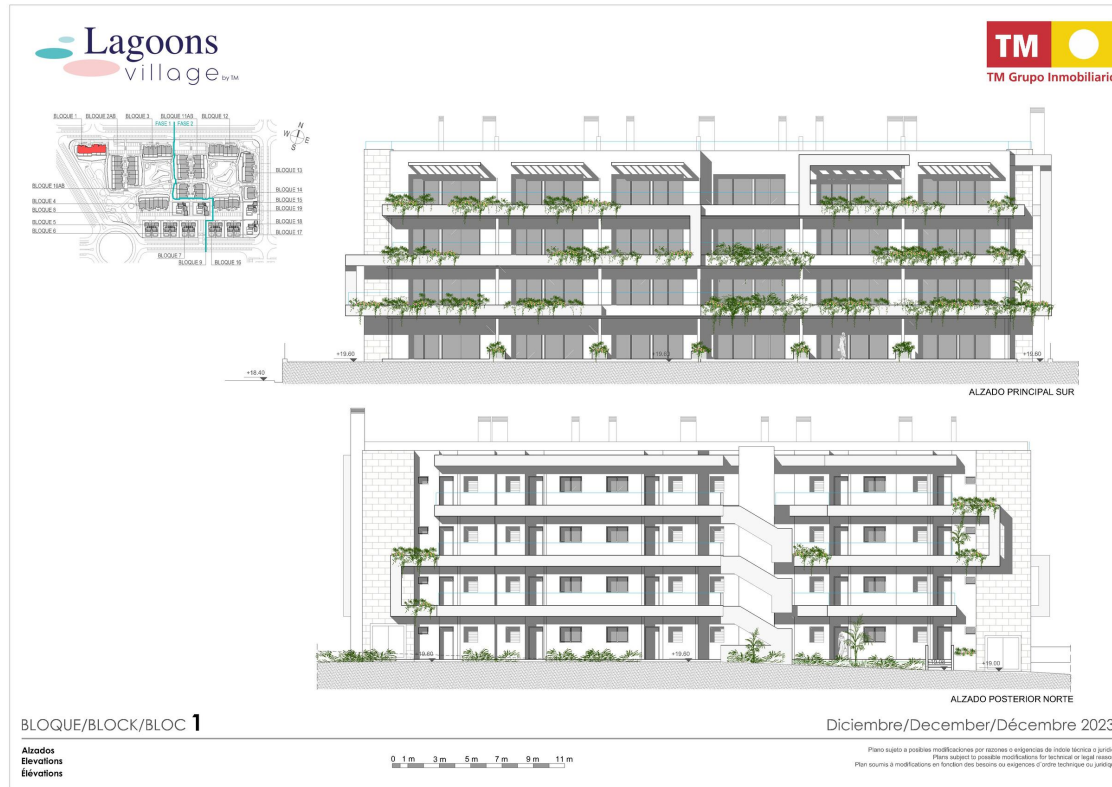 Lagoons
village by TM
TM
TM Grupo Inmobiliario
BLOQUE 1
BLOQUE 2AB
BLOQUE 3
BLOQUE 11AB
BLOQUE 12
FASE 1
FASE 2
N
W
E
S
BLOQUE 13
BLOQUE 10AB
BLOQUE 14
BLOQUE 15
BLOQUE 4
BLOQUE 19
BLOQUE 5
BLOQUE 18
BLOQUE 6
BLOQUE 17
BLOQUE 7
BLOQUE 9
BLOQUE 16
+19.60
+19.60
+19.60
+18.40
ALZADO PRINCIPAL SUR
+19.60
+19.60
+19.00
ALZADO POSTERIOR NORTE
BLOQUE/BLOCK/BLOC 1
Diciembre/December/Décembre 2023
Alzados
Elevations
Élévations
0 1 m 3 m 5 m 7 m 9 m 11 m
Plano sujeto a posibles modificaciones por razones o exigencias de índole técnica o juríd
Plans subject to possible modifications for technical or legal reaso
Plan soumis à modifications en fonction des besoins ou exigences d'ordre technique ou juridiqu